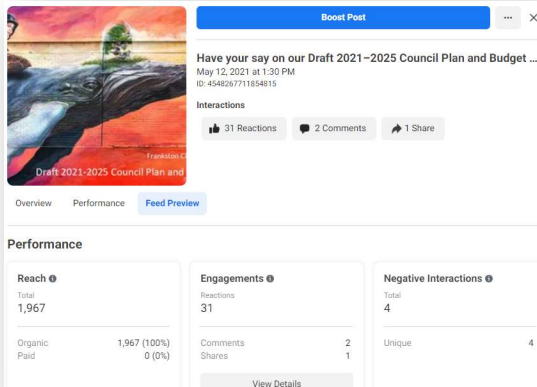 Boost Post
Have your say on our Draft 2021–2025 Council Plan and Budget ...
May 12, 2021 at 1:30 PM
ID: 4548267711854815
Interactions
31 Reactions
2 Comments
1 Share
Frankston Ci
Draft 2021-2025 Council Plan and
Overview Performance Feed Preview
Performance
Reach
Total
1,967
Organic 1,967 (100%)
Paid 0 (0%)
Engagements
Reactions
31
Comments 2
Shares 1
View Details
Negative Interactions
Total
4
Unique 4